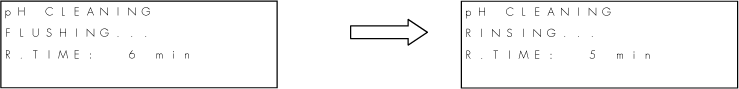 pH CLEANING
FLUSHING...
R.TIME: 6 min
pH CLEANING
RINSING...
R.TIME: 5 min